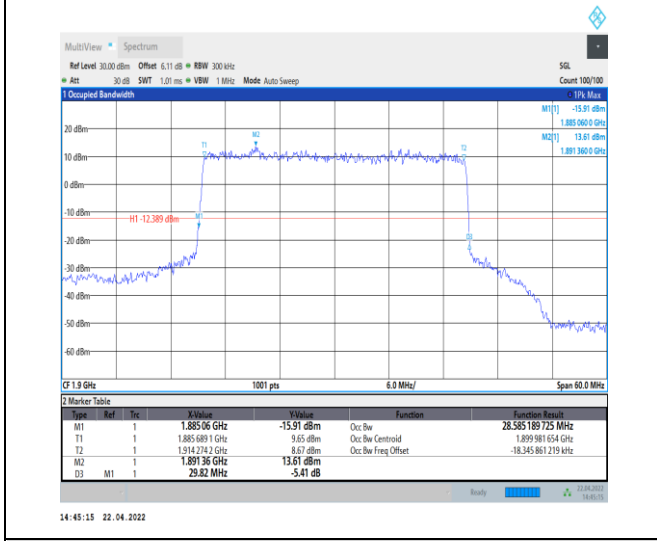 MultiView Spectrum
Ref Level 30.00 dBm Offset 6.11 dB RBW 300 kHz SGL
Att 30 dB SWT 1.01 ms VBW 1 MHz Mode Auto Sweep Count 100/100
1 Occupied Bandwidth 1Pk Max
M1[1] -15.91 dBm
1.885 060 0 GHz
M2[1] 13.61 dBm
1.891 360 0 GHz
20 dBm
M2
T1
T2
10 dBm
0 dBm
-10 dBm
H1 -12.389 dBm
M1
-20 dBm
D3
-30 dBm
-40 dBm
-50 dBm
-60 dBm
CF 1.9 GHz 1001 pts 6.0 MHz/ Span 60.0 MHz
2 Marker Table
Type Ref Trc X-Value Y-Value Function Function Result
M1 1 1.88506 GHz -15.91 dBm Occ Bw 28.585 189 725 MHz
T1 1 1.885 689 1 GHz 9.65 dBm Occ Bw Centroid 1.899 981 654 GHz
T2 1 1.914 274 2 GHz 8.67 dBm Occ Bw Freq Offset -18.345 861 219 kHz
M2 1 1.891 36 GHz 13.61 dBm
D3 M1 1 29.82 MHz -5.41 dB
Ready 22.04.2022
14:45:15
14:45:15 22.04.2022